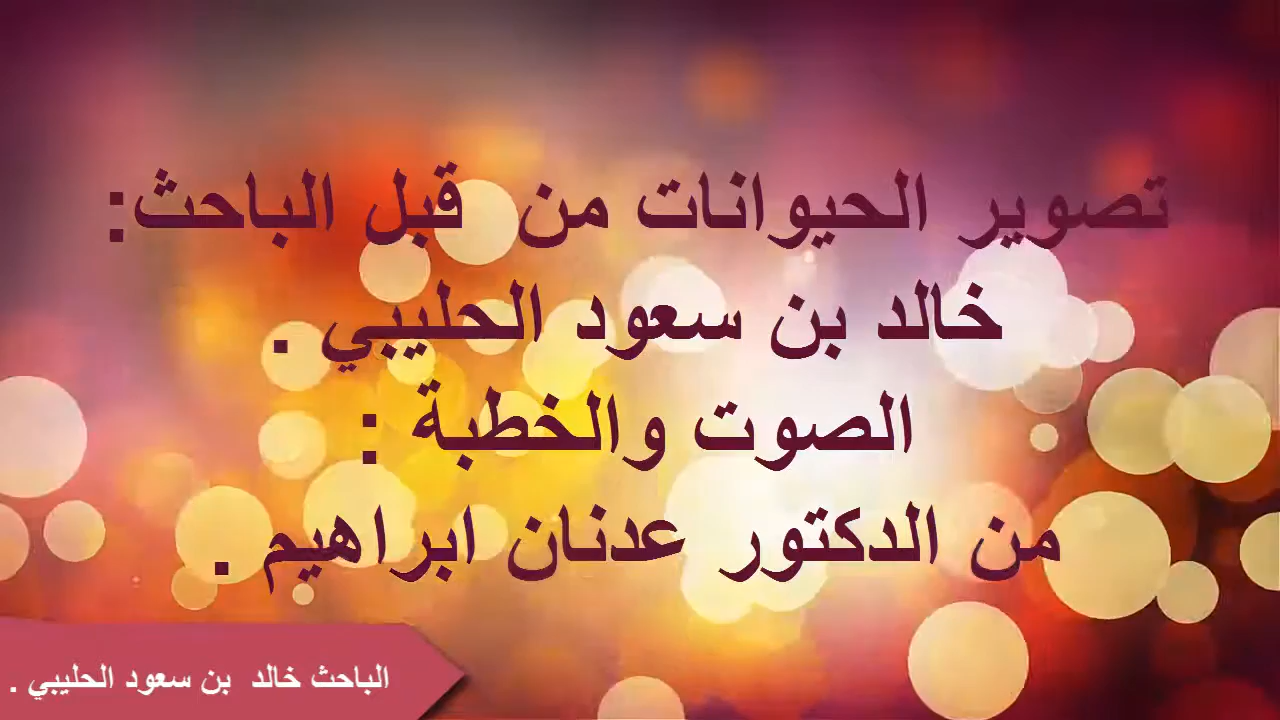 تصوير الحيوانات من قبل الباحث:
خالد بن سعود الحليبي .
الصوت والخطبة :
من الدكتور عدنان ابراهيم .
الباحث خالد بن سعود الحليبي .